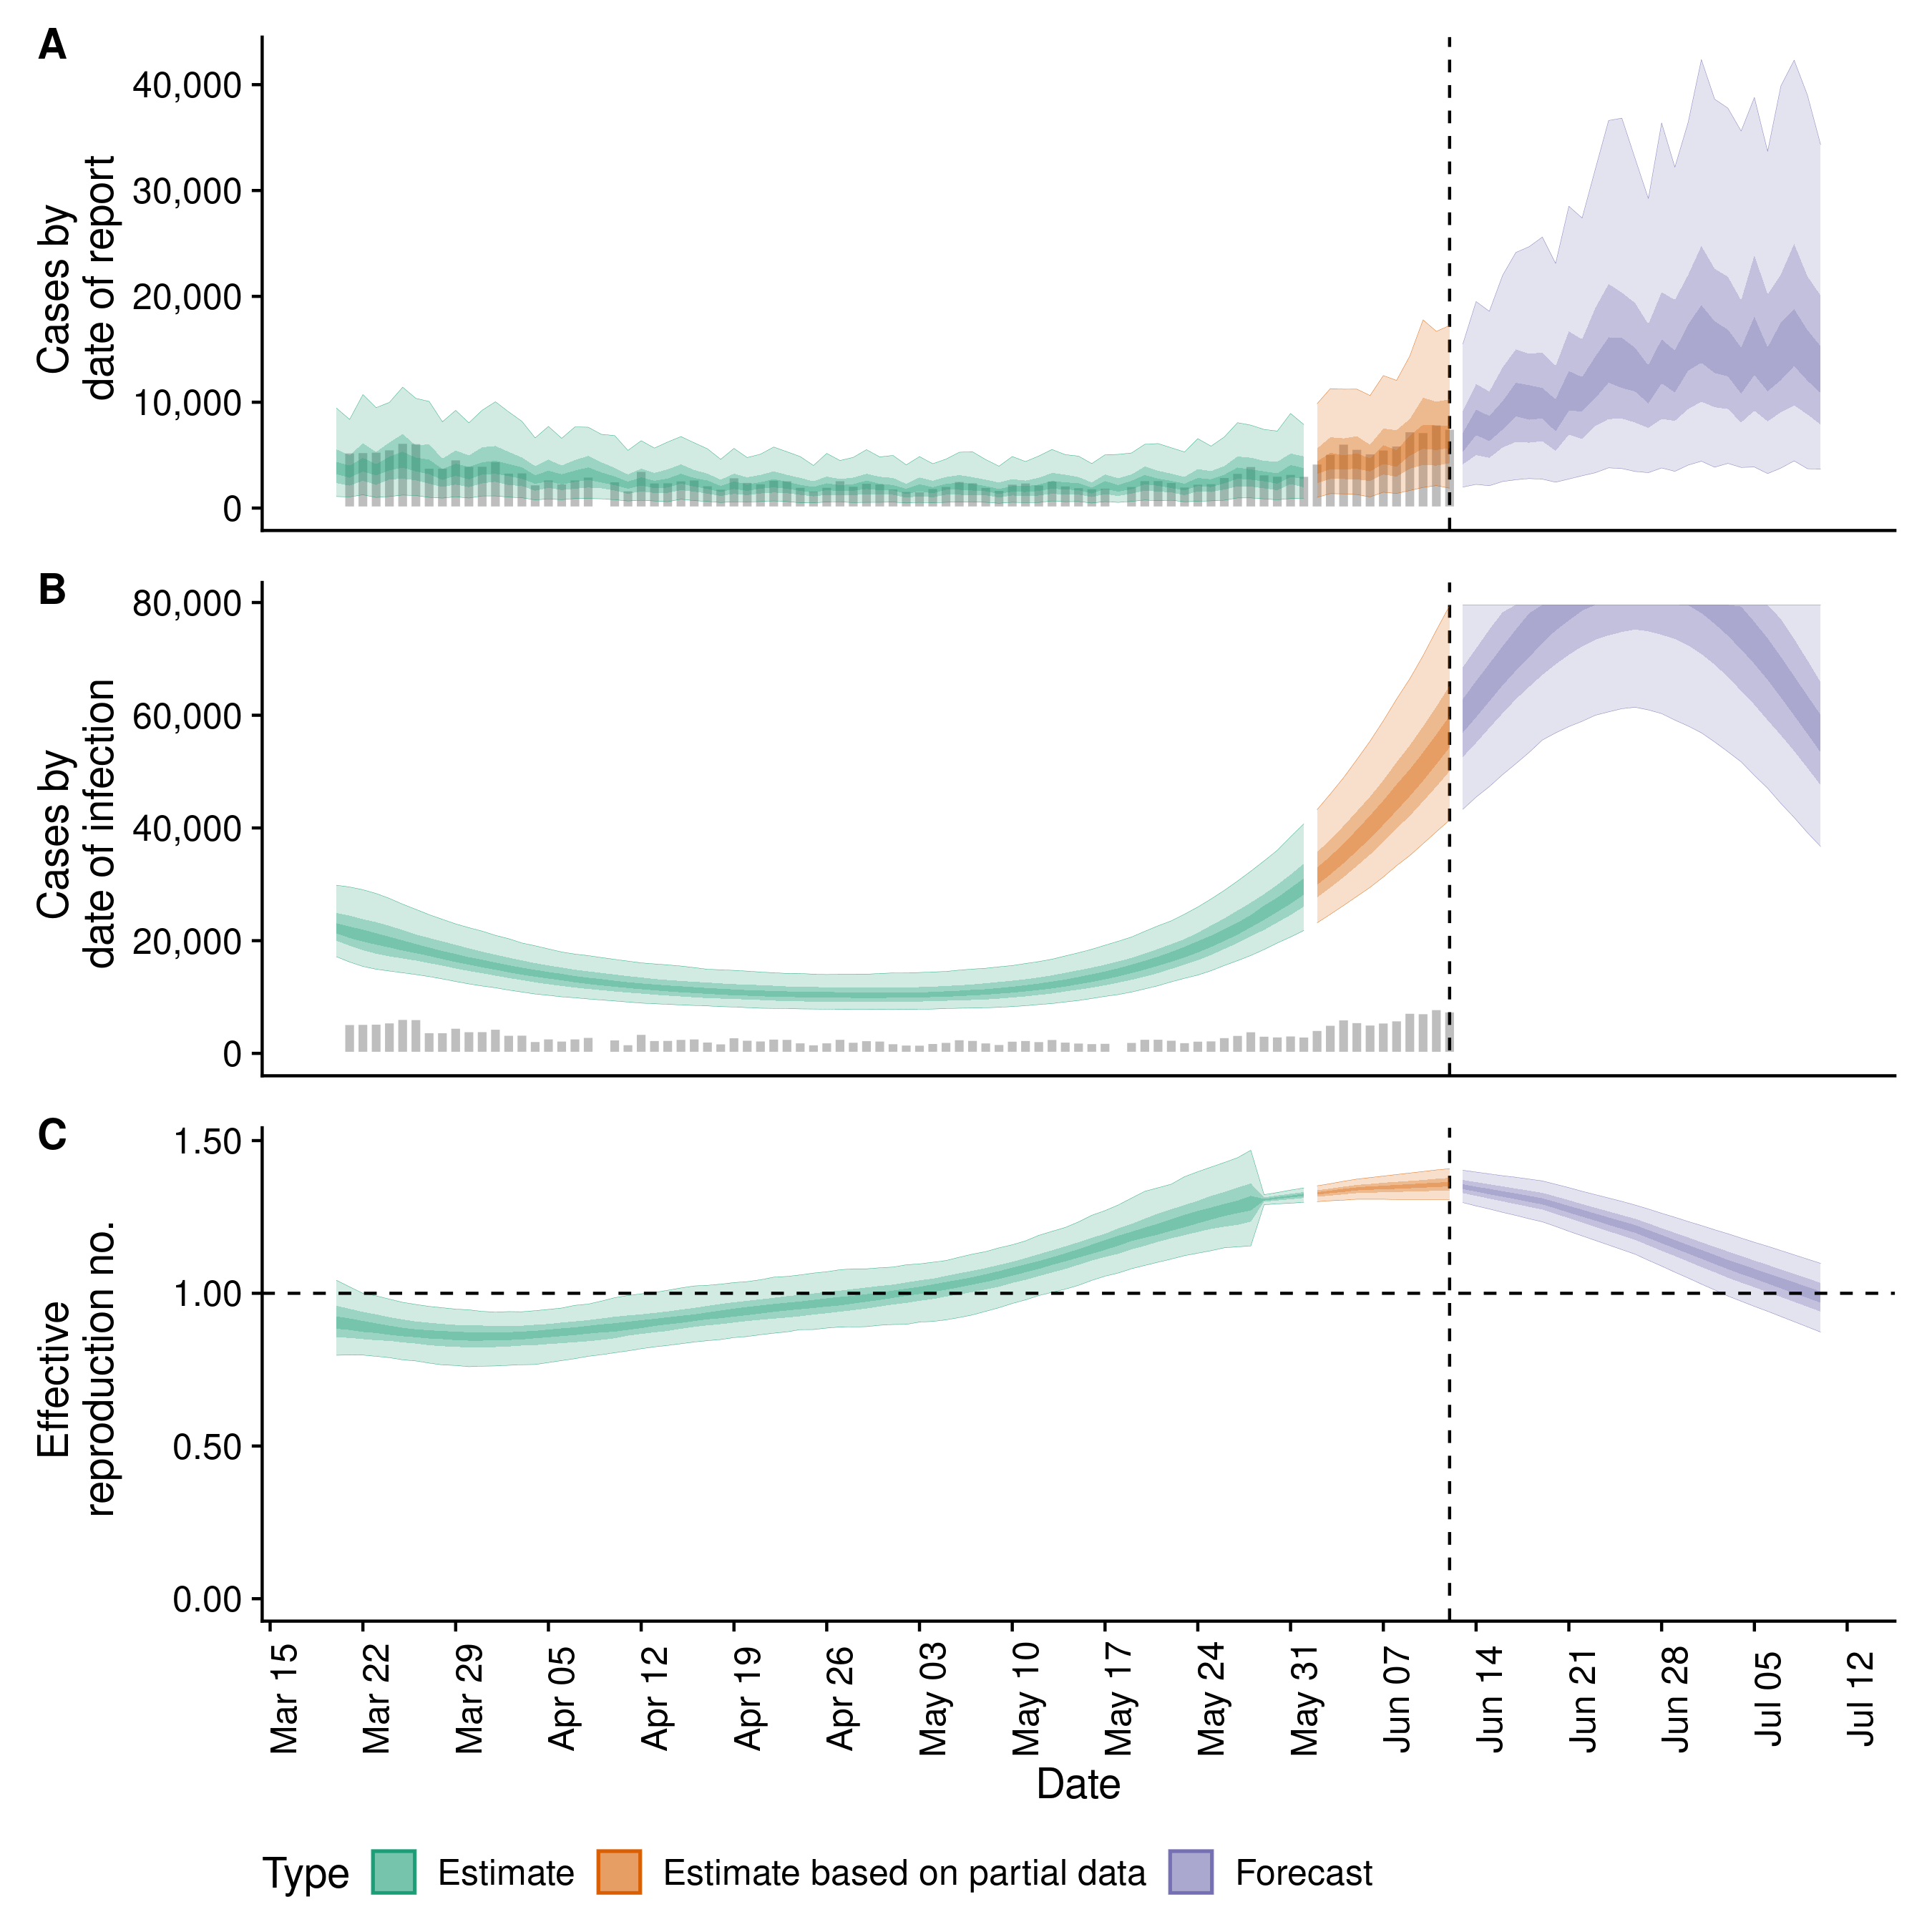 A
Cases by
date of report
40,000
30,000
20,000
10,000
0
B
Cases by
date of infection
80,000
60,000
40,000
20,000
0
C
Effective
reproduction no.
1.50
1.00
0.50
0.00
Mar 15
Mar 22
Mar 29
Apr 05
Apr 12
Apr 19
Apr 26
May 03
May 10
May 17
May 24
May 31
Jun 07
Jun 14
Jun 21
Jun 28
Jul 05
Jul 12
Date
Type
Estimate
Estimate based on partial data
Forecast